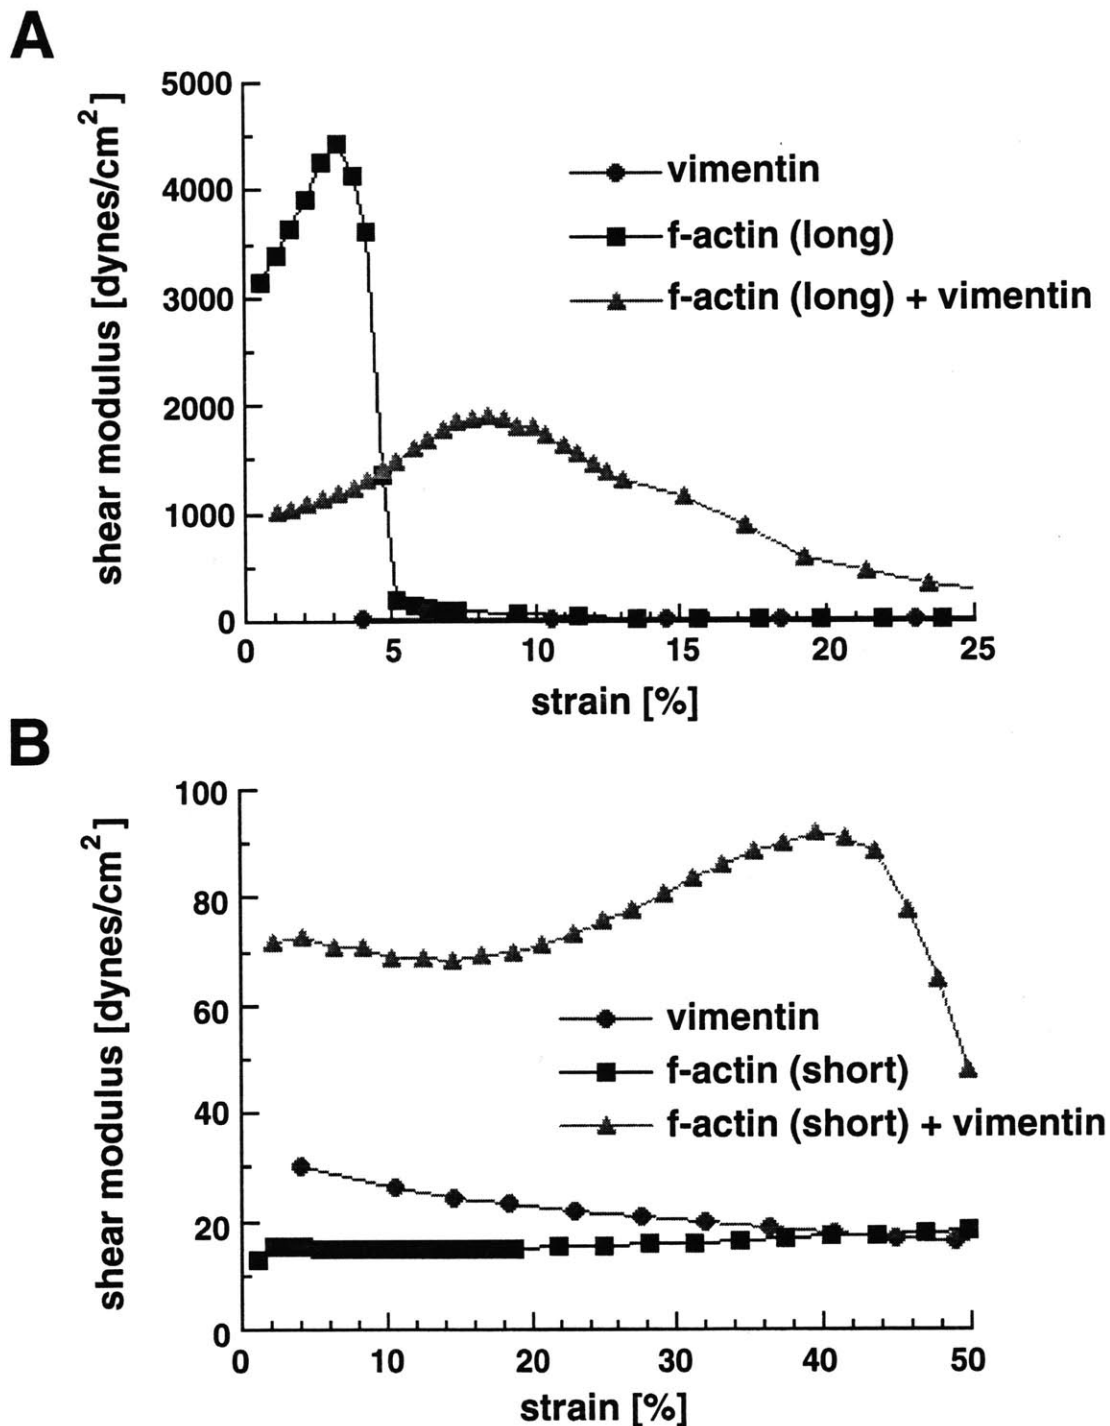 A
shear modulus [dynes/cm²]
5000
4000
3000
2000
1000
0
vimentin
f-actin (long)
f-actin (long) + vimentin
0 5 10 15 20 25
strain [%]
B
shear modulus [dynes/cm²]
100
80
60
40
20
0
vimentin
f-actin (short)
f-actin (short) + vimentin
0 10 20 30 40 50
strain [%]